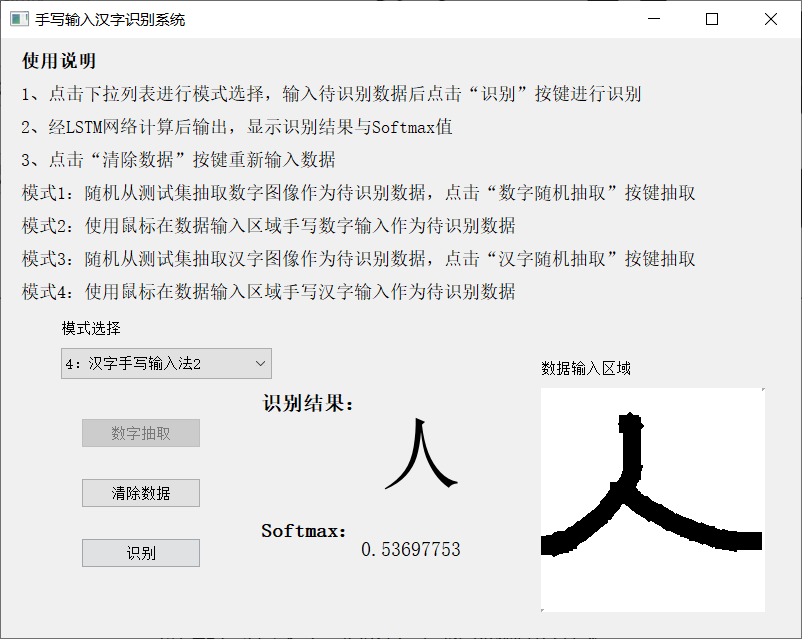 手写输入汉字识别系统
使用说明
1、点击下拉列表进行模式选择，输入待识别数据后点击“识别”按键进行识别
2、经LSTM网络计算后输出，显示识别结果与Softmax值
3、点击“清除数据”按键重新输入数据
模式1：随机从测试集抽取数字图像作为待识别数据，点击“数字随机抽取”按键抽取
模式2：使用鼠标在数据输入区域手写数字输入作为待识别数据
模式3：随机从测试集抽取汉字图像作为待识别数据，点击“汉字随机抽取”按键抽取
模式4：使用鼠标在数据输入区域手写汉字输入作为待识别数据
模式选择
4：汉字手写输入法2
数字抽取
清除数据
识别
识别结果：
人
Softmax：
0.53697753
数据输入区域
人